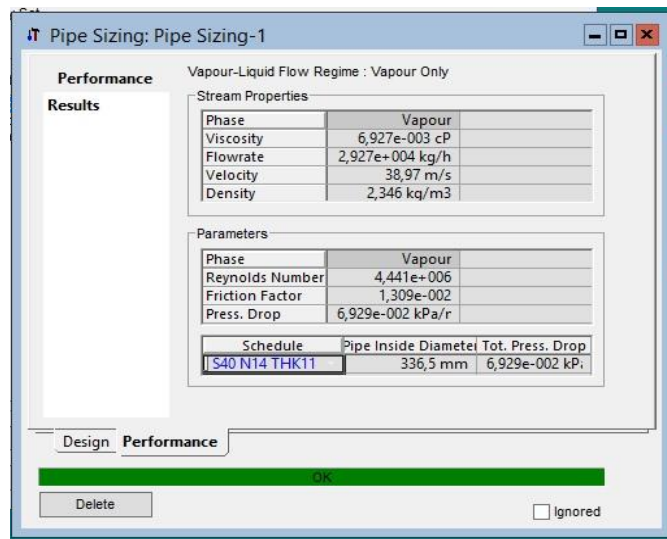 Pipe Sizing: Pipe Sizing-1
Performance
Results
Vapour-Liquid Flow Regime : Vapour Only
Stream Properties
Phase Vapour
Viscosity 6,927e-003 cP
Flowrate 2,927e+004 kg/h
Velocity 38,97 m/s
Density 2,346 kg/m3
Parameters
Phase Vapour
Reynolds Number 4,441e+006
Friction Factor 1,309e-002
Press. Drop 6,929e-002 kPa/r
Schedule Pipe Inside Diamete Tot. Press. Drop
S40 N14 THK11 336,5 mm 6,929e-002 kP
Design Performance
OK
Delete
Ignored